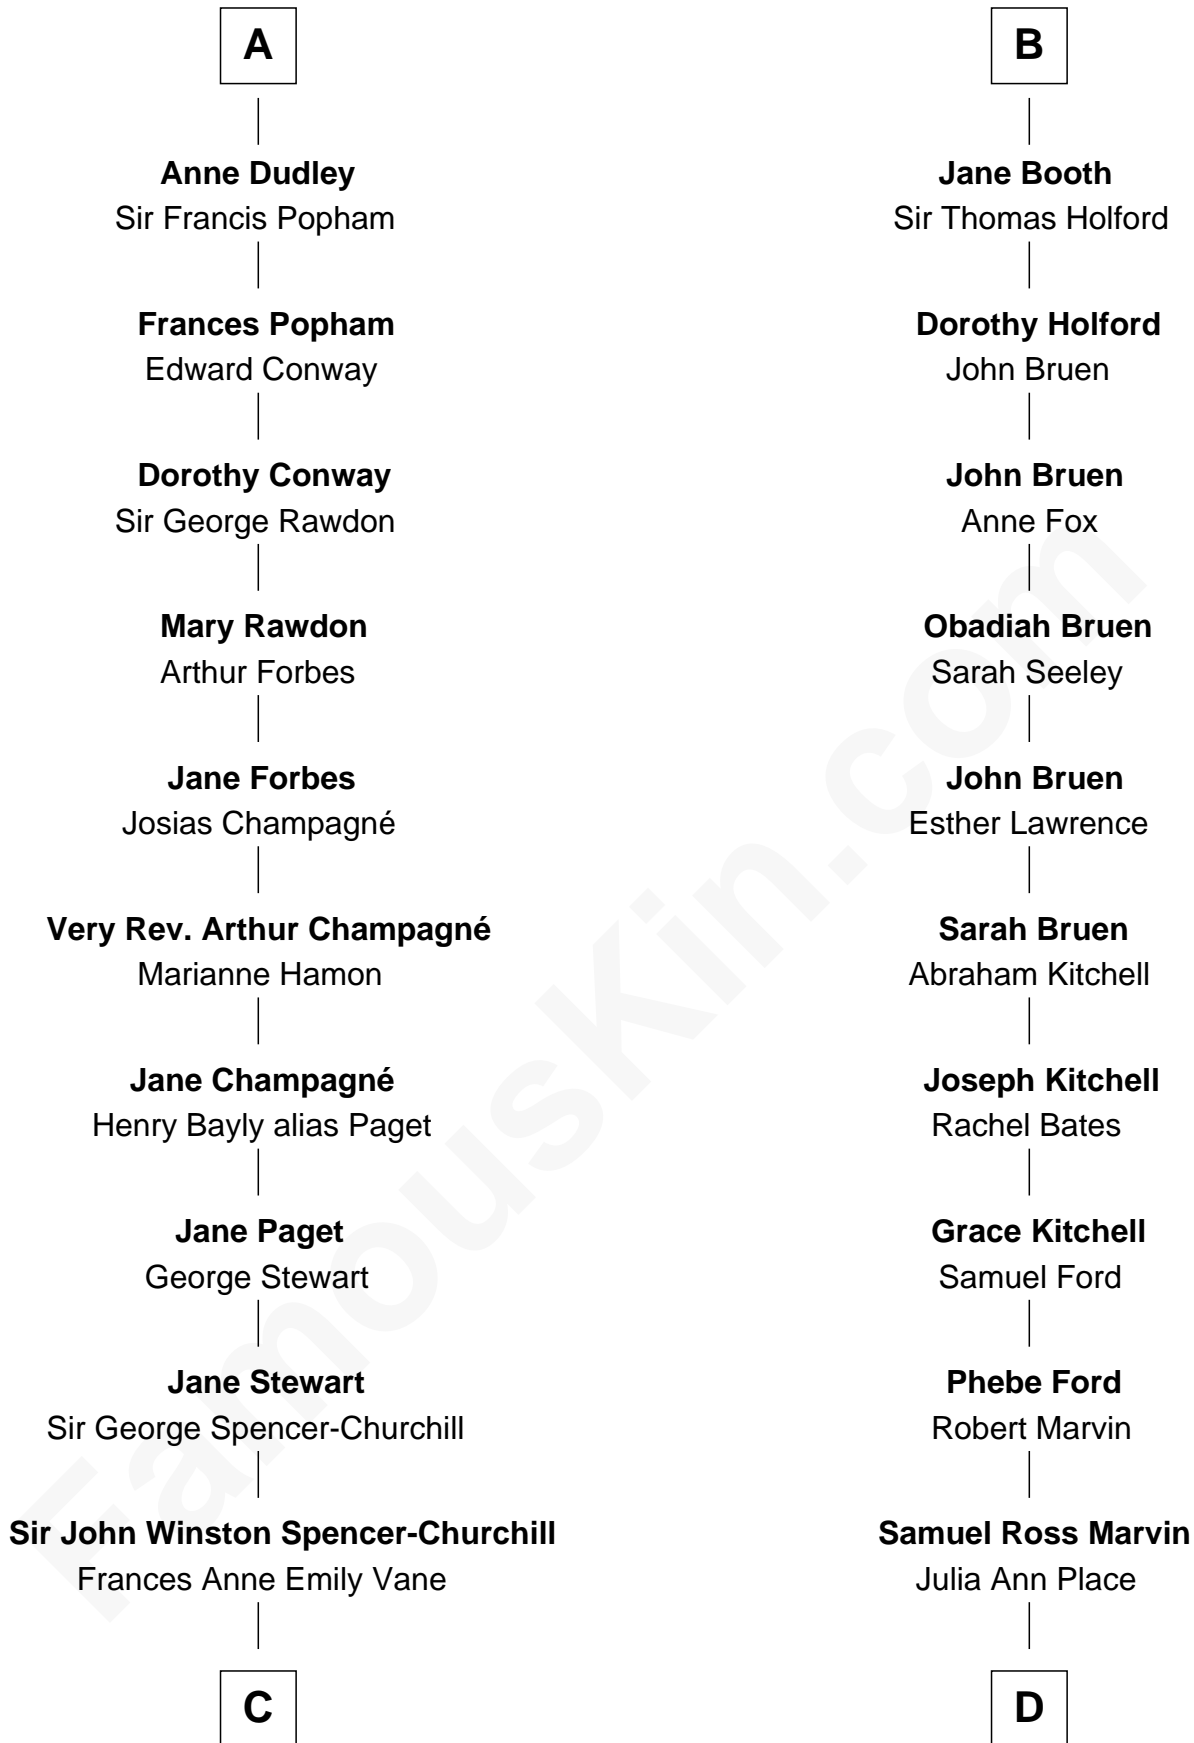 A
Anne Dudley
Sir Francis Popham
Frances Popham
Edward Conway
Dorothy Conway
Sir George Rawdon
Mary Rawdon
Arthur Forbes
Jane Forbes
Josias Champagné
Very Rev. Arthur Champagné
Marianne Hamon
Jane Champagné
Henry Bayly alias Paget
Jane Paget
George Stewart
Jane Stewart
Sir George Spencer-Churchill
Sir John Winston Spencer-Churchill
Frances Anne Emily Vane
C
B
Jane Booth
Sir Thomas Holford
Dorothy Holford
John Bruen
John Bruen
Anne Fox
Obadiah Bruen
Sarah Seeley
John Bruen
Esther Lawrence
Sarah Bruen
Abraham Kitchell
Joseph Kitchell
Rachel Bates
Grace Kitchell
Samuel Ford
Phebe Ford
Robert Marvin
Samuel Ross Marvin
Julia Ann Place
D
FamousKin.com